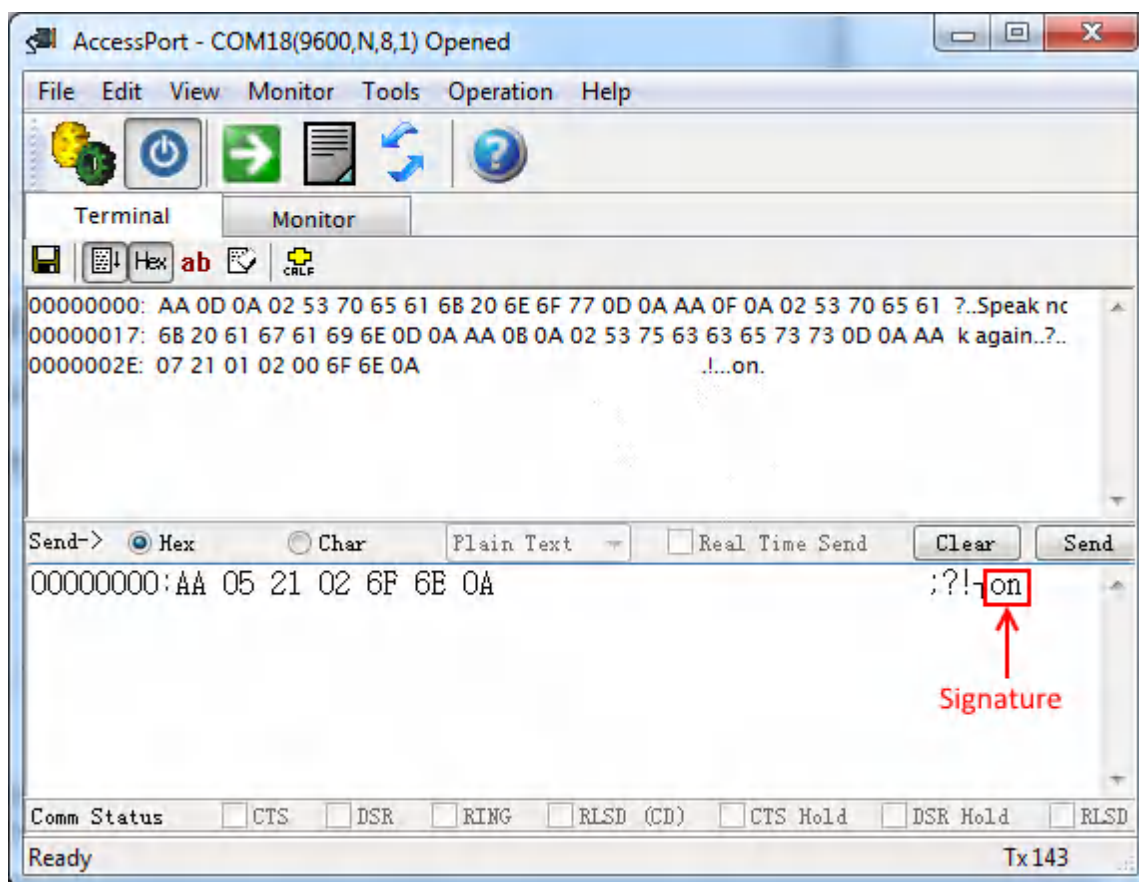 AccessPort - COM18(9600,N,8,1) Opened
File Edit View Monitor Tools Operation Help
Terminal Monitor
Hex ab CRLF
00000000: AA 0D 0A 02 53 70 65 61 6B 20 6E 6F 77 0D 0A AA 0F 0A 02 53 70 65 61 ?..Speak nc
00000017: 6B 20 61 67 61 69 6E 0D 0A AA 0B 0A 02 53 75 63 63 65 73 73 0D 0A AA k again..?..
0000002E: 07 21 01 02 00 6F 6E 0A .!...on.
Send-> Hex Char Plain Text Real Time Send Clear Send
00000000:AA 05 21 02 6F 6E 0A ;?!┐on
Signature
Comm Status CTS DSR RING RLSD (CD) CTS Hold DSR Hold RLSD
Ready Tx 143